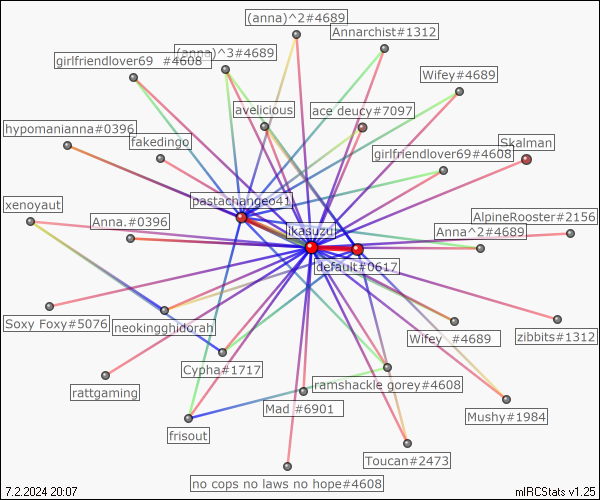 (anna)^2#4689
Annarchist#1312
(anna)^3#4689
girlfriendlover69 #4608
Wifey#4689
avelicious
ace deucy#7097
hypomanianna#0396
fakedingo
Skalman
girlfriendlover69#4608
pastachangeo41
xenoyaut
Anna.#0396
ikasuzu
AlpineRooster#2156
Anna^2#4689
default#0617
Soxy Foxy#5076
neokingghidorah
Wifey #4689
zibbits#1312
Cypha#1717
rattgaming
ramshackle gorey#4608
Mad #6901
Mushy#1984
frisout
Toucan#2473
no cops no laws no hope#4608
7.2.2024 20:07
mIRCStats v1.25